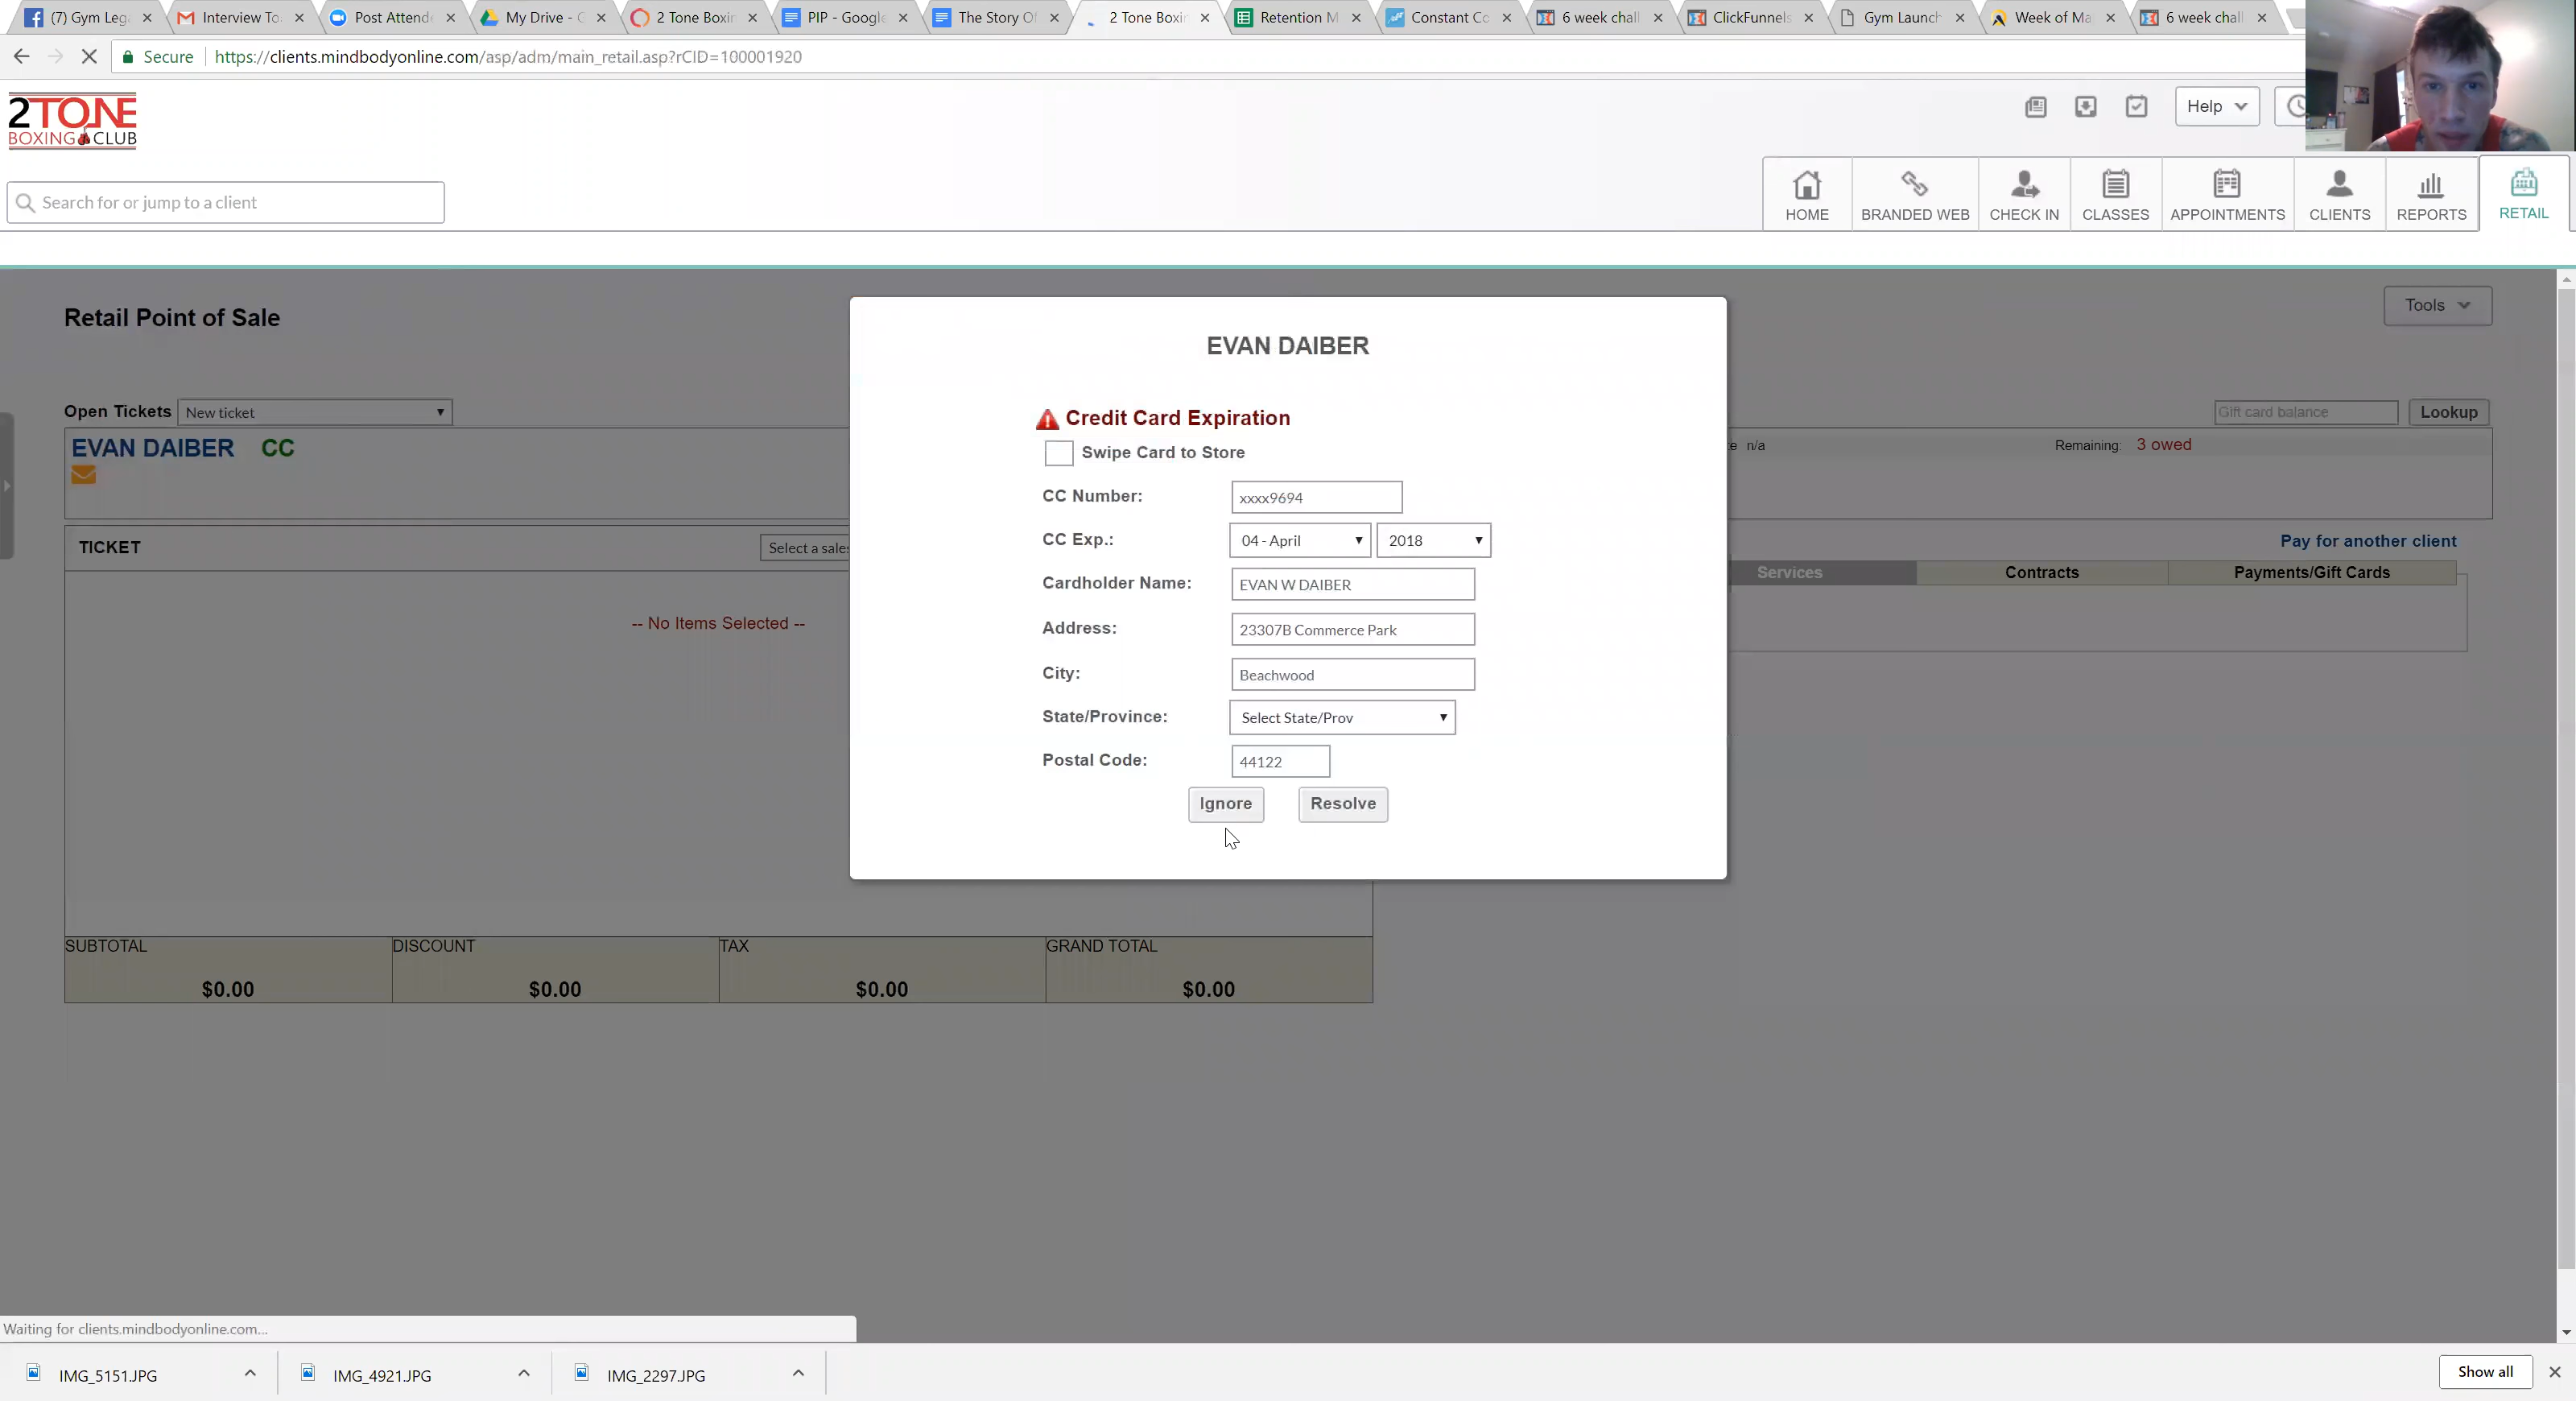 (7) Gym Leg
Interview To
Post Attend
My Drive - G
2 Tone Boxin
PIP - Google
The Story Of
2 Tone Boxin
Retention M
Constant Co
6 week chall
ClickFunnels
Gym Launch
Week of Ma
6 week chall
Secure
https://clients.mindbodyonline.com/asp/adm/main_retail.asp?rCID=100001920
2TONE
BOXING CLUB
Help
Search for or jump to a client
HOME
BRANDED WEB
CHECK IN
CLASSES
APPOINTMENTS
CLIENTS
REPORTS
RETAIL
Retail Point of Sale
Tools
Open Tickets
New ticket
Gift card balance
Lookup
EVAN DAIBER CC
n/a
Remaining: 3 owed
TICKET
Select a sales
Pay for another client
Services
Contracts
Payments/Gift Cards
-- No Items Selected --
EVAN DAIBER
Credit Card Expiration
Swipe Card to Store
CC Number: xxxx9694
CC Exp.: 04 - April 2018
Cardholder Name: EVAN W DAIBER
Address: 23307B Commerce Park
City: Beachwood
State/Province: Select State/Prov
Postal Code: 44122
Ignore
Resolve
SUBTOTAL
DISCOUNT
TAX
GRAND TOTAL
$0.00
$0.00
$0.00
$0.00
Waiting for clients.mindbodyonline.com...
IMG_5151.JPG
IMG_4921.JPG
IMG_2297.JPG
Show all